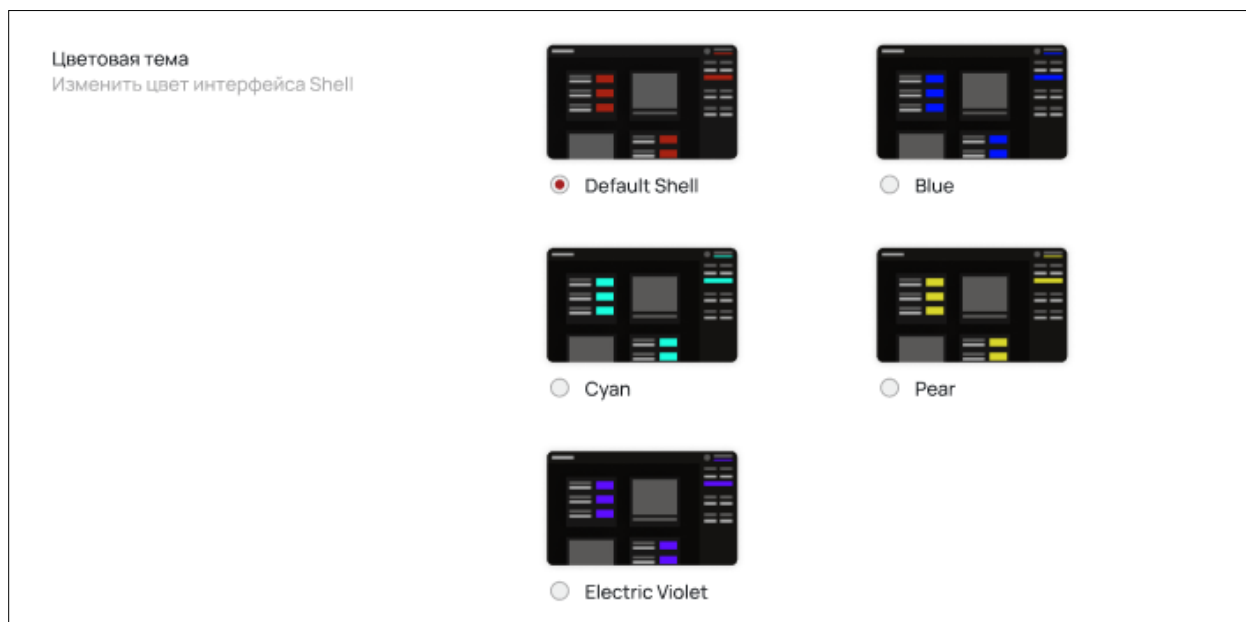 Цветовая тема
Изменить цвет интерфейса Shell
Default Shell
Blue
Cyan
Pear
Electric Violet